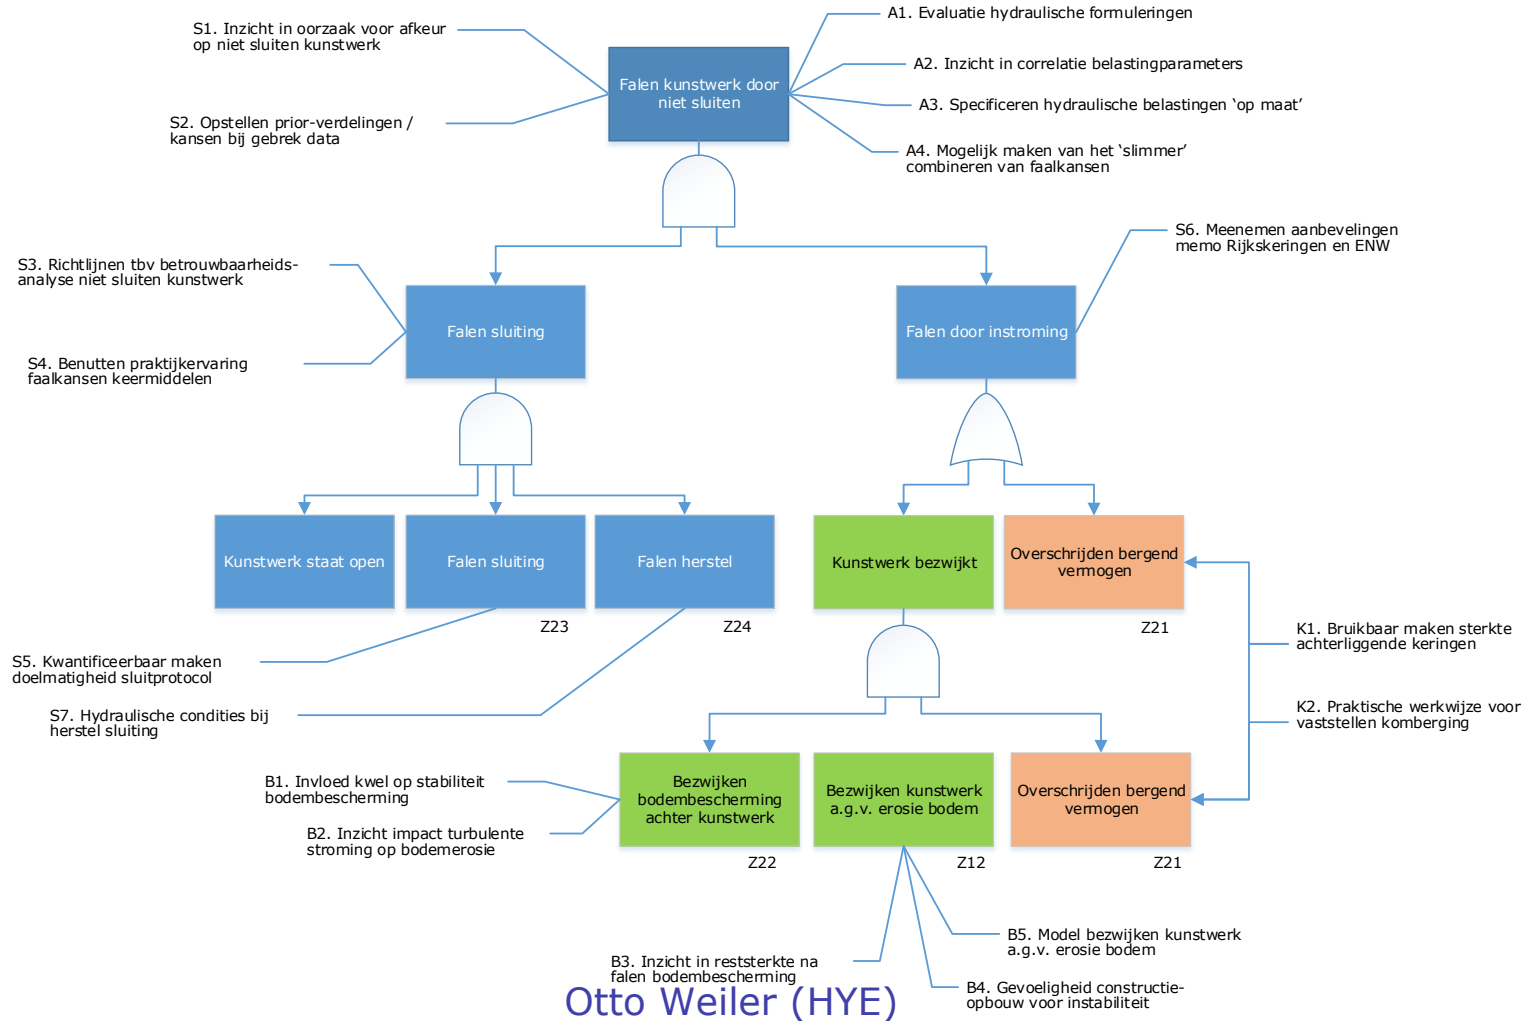 S1. Inzicht in oorzaak voor afkeur
op niet sluiten kunstwerk
A1. Evaluatie hydraulische formuleringen
A2. Inzicht in correlatie belastingparameters
Falen kunstwerk door
niet sluiten
A3. Specificeren hydraulische belastingen ‘op maat’
S2. Opstellen prior-verdelingen /
kansen bij gebrek data
A4. Mogelijk maken van het ‘slimmer’
combineren van faalkansen
S6. Meenemen aanbevelingen
memo Rijkskeringen en ENW
S3. Richtlijnen tbv betrouwbaarheids-
analyse niet sluiten kunstwerk
Falen sluiting
Falen door instroming
S4. Benutten praktijkervaring
faalkansen keermiddelen
Kunstwerk staat open
Falen sluiting
Falen herstel
Kunstwerk bezwijkt
Overschrijden bergend
vermogen
Z23
Z24
Z21
K1. Bruikbaar maken sterkte
achterliggende keringen
S5. Kwantificeerbaar maken
doelmatigheid sluitprotocol
S7. Hydraulische condities bij
herstel sluiting
K2. Praktische werkwijze voor
vaststellen komberging
B1. Invloed kwel op stabiliteit
bodembescherming
Bezwijken
bodembescherming
achter kunstwerk
Bezwijken kunstwerk
a.g.v. erosie bodem
Overschrijden bergend
vermogen
B2. Inzicht impact turbulente
stroming op bodemerosie
Z22
Z12
Z21
B5. Model bezwijken kunstwerk
a.g.v. erosie bodem
B3. Inzicht in reststerkte na
falen bodembescherming
B4. Gevoeligheid constructie-
opbouw voor instabiliteit
Otto Weiler (HYE)